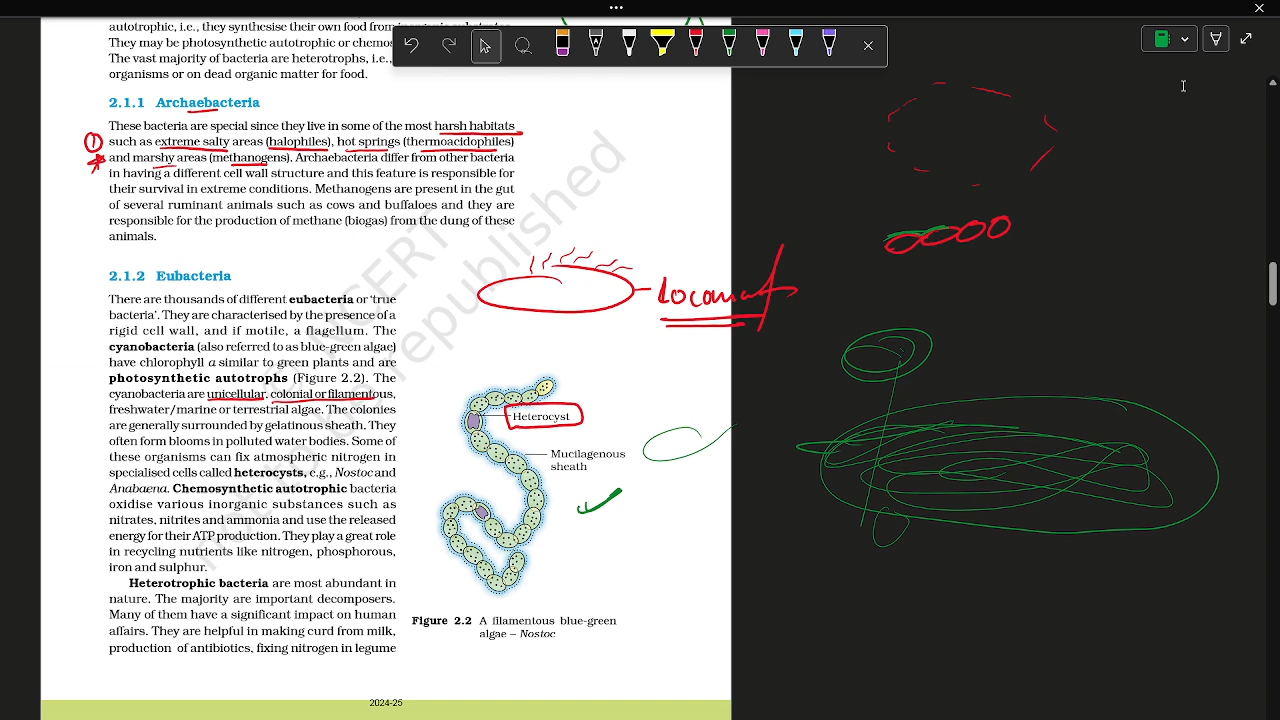 autotrophic, i.e., they synthesise their own food from inorganic substrates.
They may be photosynthetic autotrophic or chemos
The vast majority of bacteria are heterotrophs, i.e.,
organisms or on dead organic matter for food.
2.1.1 Archaebacteria
These bacteria are special since they live in some of the most harsh habitats
such as extreme salty areas (halophiles), hot springs (thermoacidophiles)
and marshy areas (methanogens). Archaebacteria differ from other bacteria
in having a different cell wall structure and this feature is responsible for
their survival in extreme conditions. Methanogens are present in the gut
of several ruminant animals such as cows and buffaloes and they are
responsible for the production of methane (biogas) from the dung of these
animals.
2.1.2 Eubacteria
There are thousands of different eubacteria or ‘true
bacteria’. They are characterised by the presence of a
rigid cell wall, and if motile, a flagellum. The
cyanobacteria (also referred to as blue-green algae)
have chlorophyll a similar to green plants and are
photosynthetic autotrophs (Figure 2.2). The
cyanobacteria are unicellular, colonial or filamentous,
freshwater/marine or terrestrial algae. The colonies
are generally surrounded by gelatinous sheath. They
often form blooms in polluted water bodies. Some of
these organisms can fix atmospheric nitrogen in
specialised cells called heterocysts, e.g., Nostoc and
Anabaena. Chemosynthetic autotrophic bacteria
oxidise various inorganic substances such as
nitrates, nitrites and ammonia and use the released
energy for their ATP production. They play a great role
in recycling nutrients like nitrogen, phosphorous,
iron and sulphur.
Heterotrophic bacteria are most abundant in
nature. The majority are important decomposers.
Many of them have a significant impact on human
affairs. They are helpful in making curd from milk,
production of antibiotics, fixing nitrogen in legume
Heterocyst
Mucilagenous
sheath
Figure 2.2 A filamentous blue-green
algae – Nostoc
2024-25
republished